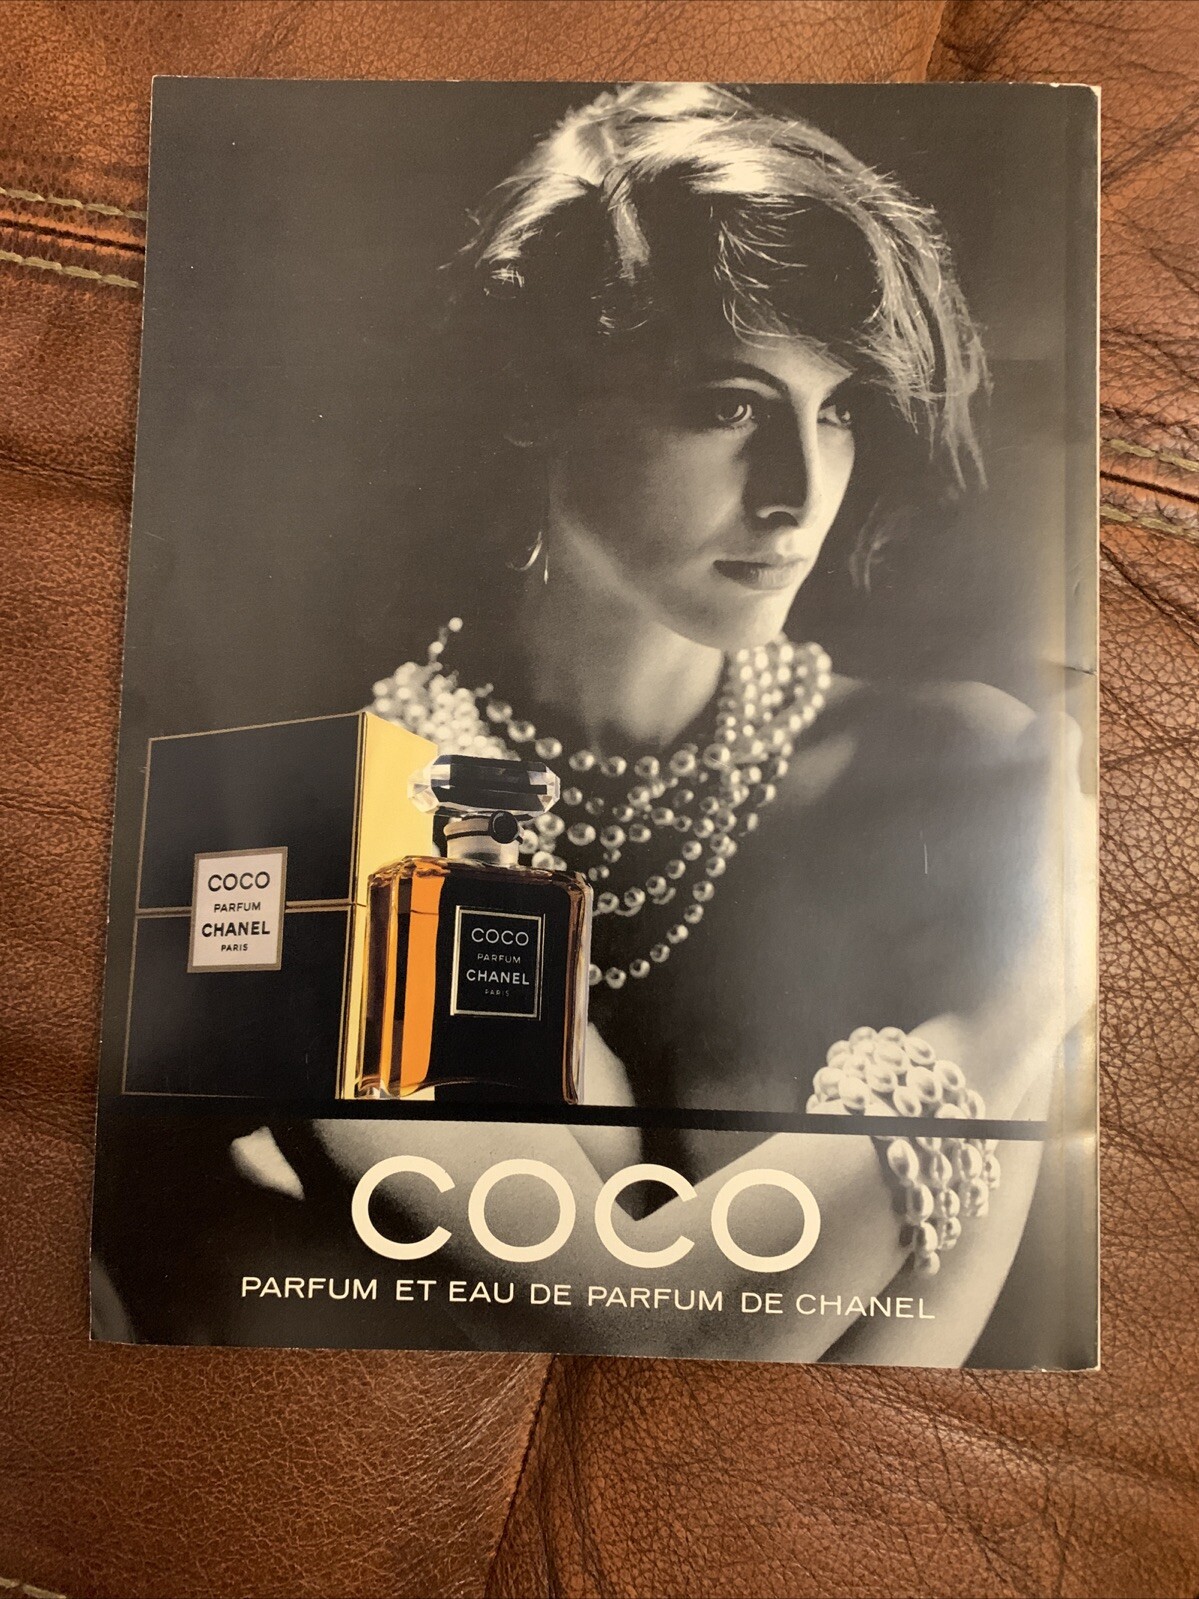 COCO
PARFUM
CHANEL
PARIS
COCO
PARFUM
CHANEL
PARIS
COCO
PARFUM ET EAU DE PARFUM DE CHANEL